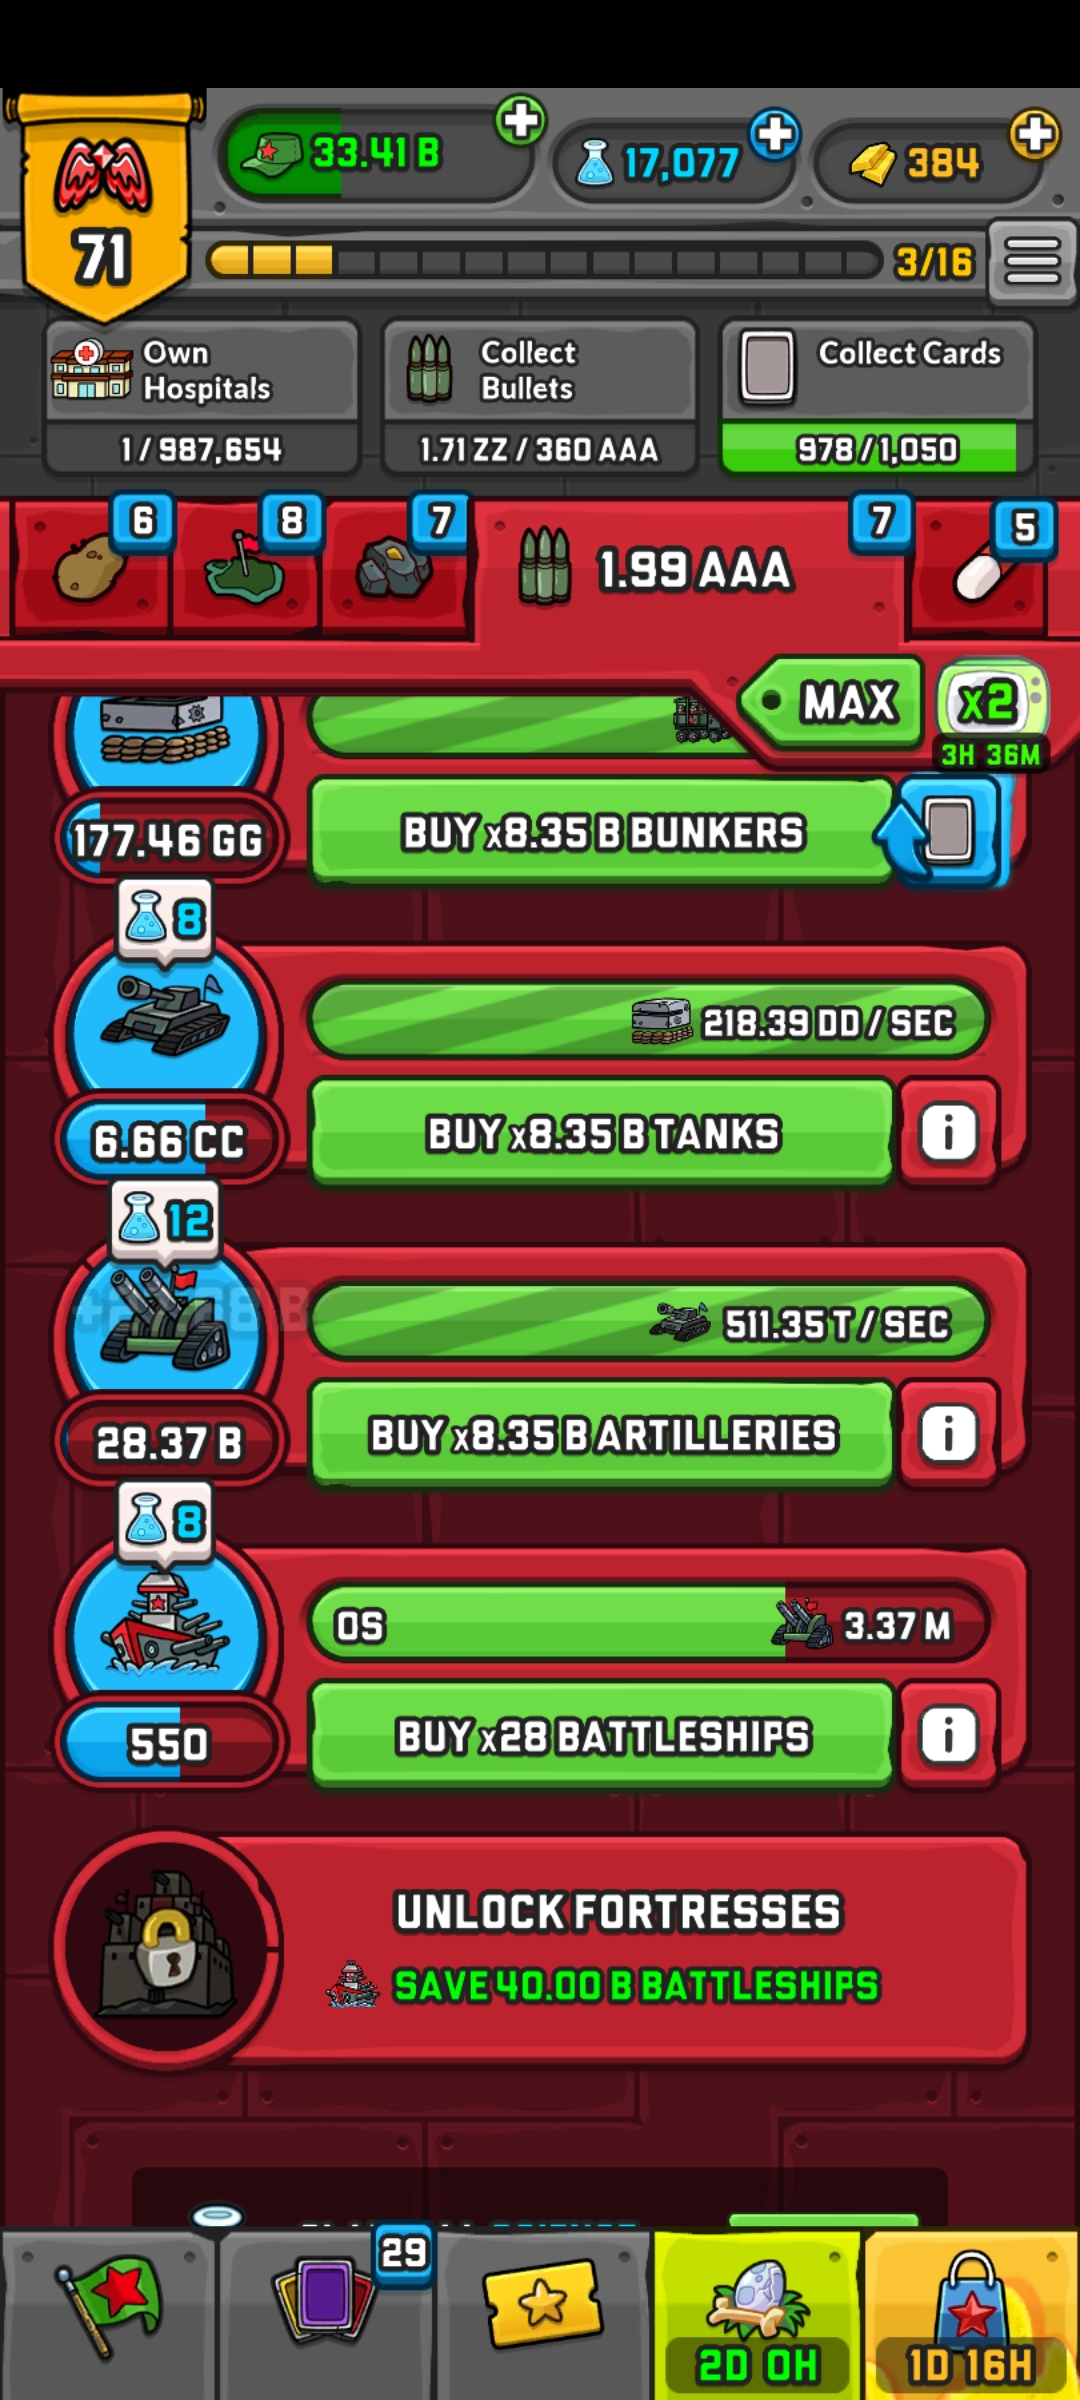 33.41 B
17,077
384
71
3/16
Own
Hospitals
1 / 987,654
Collect
Bullets
1.71 ZZ / 360 AAA
Collect Cards
978 / 1,050
6
8
7
1.99 AAA
7
5
MAX
x2
3H 36M
177.46 GG
BUY x8.35 B BUNKERS
8
218.39 DD / SEC
6.66 CC
BUY x8.35 B TANKS
12
511.35 T / SEC
28.37 B
BUY x8.35 B ARTILLERIES
8
0S
3.37 M
550
BUY x28 BATTLESHIPS
UNLOCK FORTRESSES
SAVE 40.00 B BATTLESHIPS
29
2D 0H
1D 16H